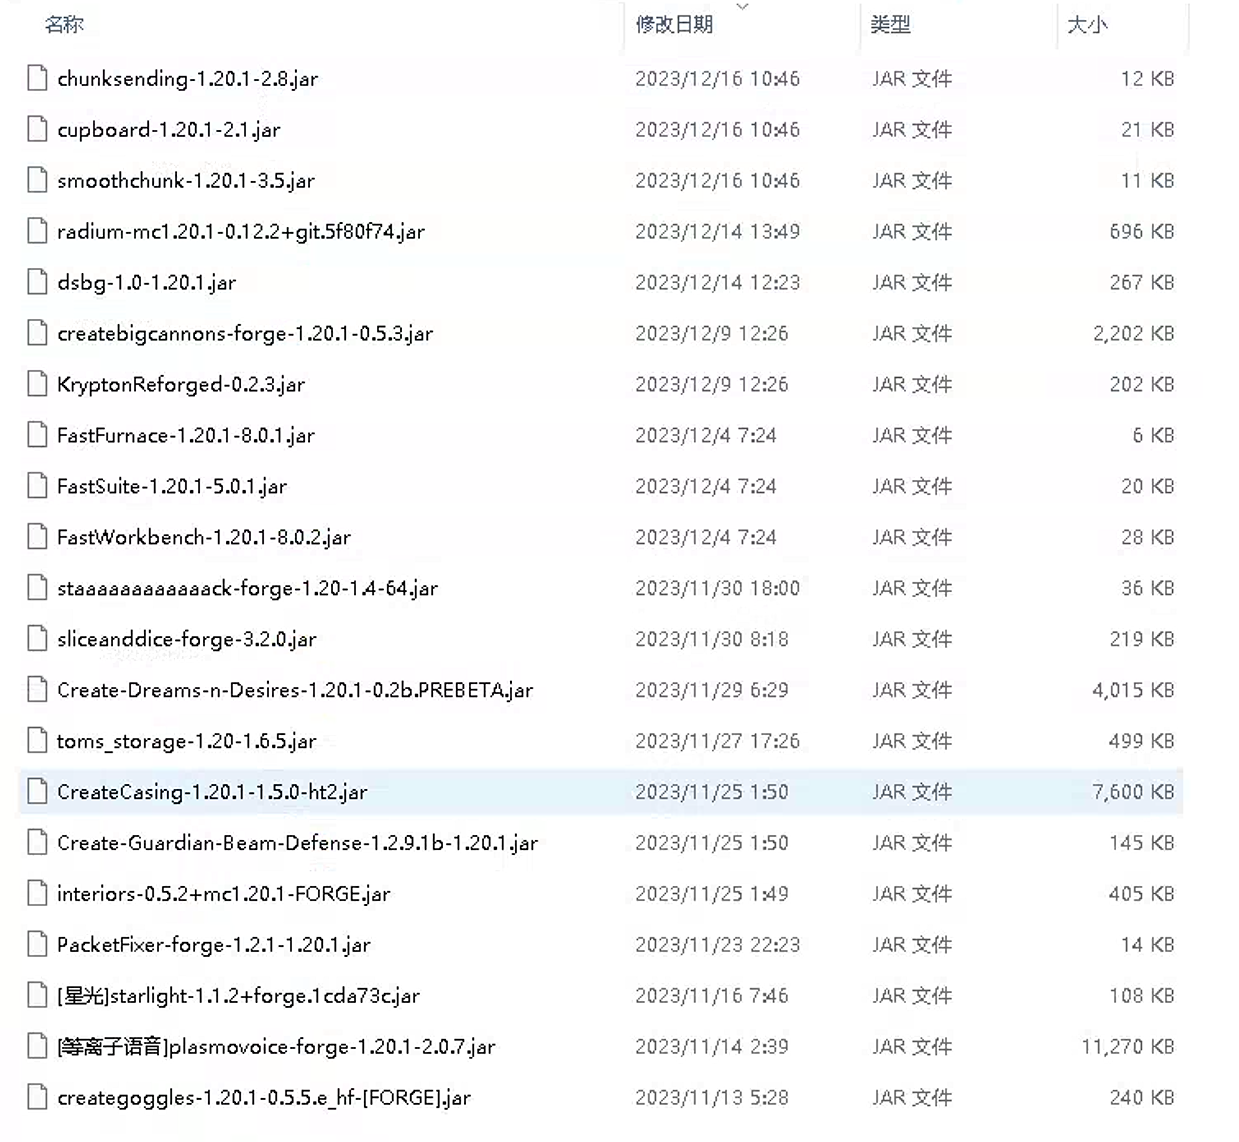 名称 修改日期 类型 大小
chunksending-1.20.1-2.8.jar 2023/12/16 10:46 JAR 文件 12 KB
cupboard-1.20.1-2.1.jar 2023/12/16 10:46 JAR 文件 21 KB
smoothchunk-1.20.1-3.5.jar 2023/12/16 10:46 JAR 文件 11 KB
radium-mc1.20.1-0.12.2+git.5f80f74.jar 2023/12/14 13:49 JAR 文件 696 KB
dsbg-1.0-1.20.1.jar 2023/12/14 12:23 JAR 文件 267 KB
createbigcannons-forge-1.20.1-0.5.3.jar 2023/12/9 12:26 JAR 文件 2,202 KB
KryptonReforged-0.2.3.jar 2023/12/9 12:26 JAR 文件 202 KB
FastFurnace-1.20.1-8.0.1.jar 2023/12/4 7:24 JAR 文件 6 KB
FastSuite-1.20.1-5.0.1.jar 2023/12/4 7:24 JAR 文件 20 KB
FastWorkbench-1.20.1-8.0.2.jar 2023/12/4 7:24 JAR 文件 28 KB
staaaaaaaaaaaack-forge-1.20-1.4-64.jar 2023/11/30 18:00 JAR 文件 36 KB
sliceanddice-forge-3.2.0.jar 2023/11/30 8:18 JAR 文件 219 KB
Create-Dreams-n-Desires-1.20.1-0.2b.PREBETA.jar 2023/11/29 6:29 JAR 文件 4,015 KB
toms_storage-1.20-1.6.5.jar 2023/11/27 17:26 JAR 文件 499 KB
CreateCasing-1.20.1-1.5.0-ht2.jar 2023/11/25 1:50 JAR 文件 7,600 KB
Create-Guardian-Beam-Defense-1.2.9.1b-1.20.1.jar 2023/11/25 1:50 JAR 文件 145 KB
interiors-0.5.2+mc1.20.1-FORGE.jar 2023/11/25 1:49 JAR 文件 405 KB
PacketFixer-forge-1.2.1-1.20.1.jar 2023/11/23 22:23 JAR 文件 14 KB
[星光]starlight-1.1.2+forge.1cda73c.jar 2023/11/16 7:46 JAR 文件 108 KB
[等离子语音]plasmovoice-forge-1.20.1-2.0.7.jar 2023/11/14 2:39 JAR 文件 11,270 KB
creategoggles-1.20.1-0.5.5.e_hf-[FORGE].jar 2023/11/13 5:28 JAR 文件 240 KB